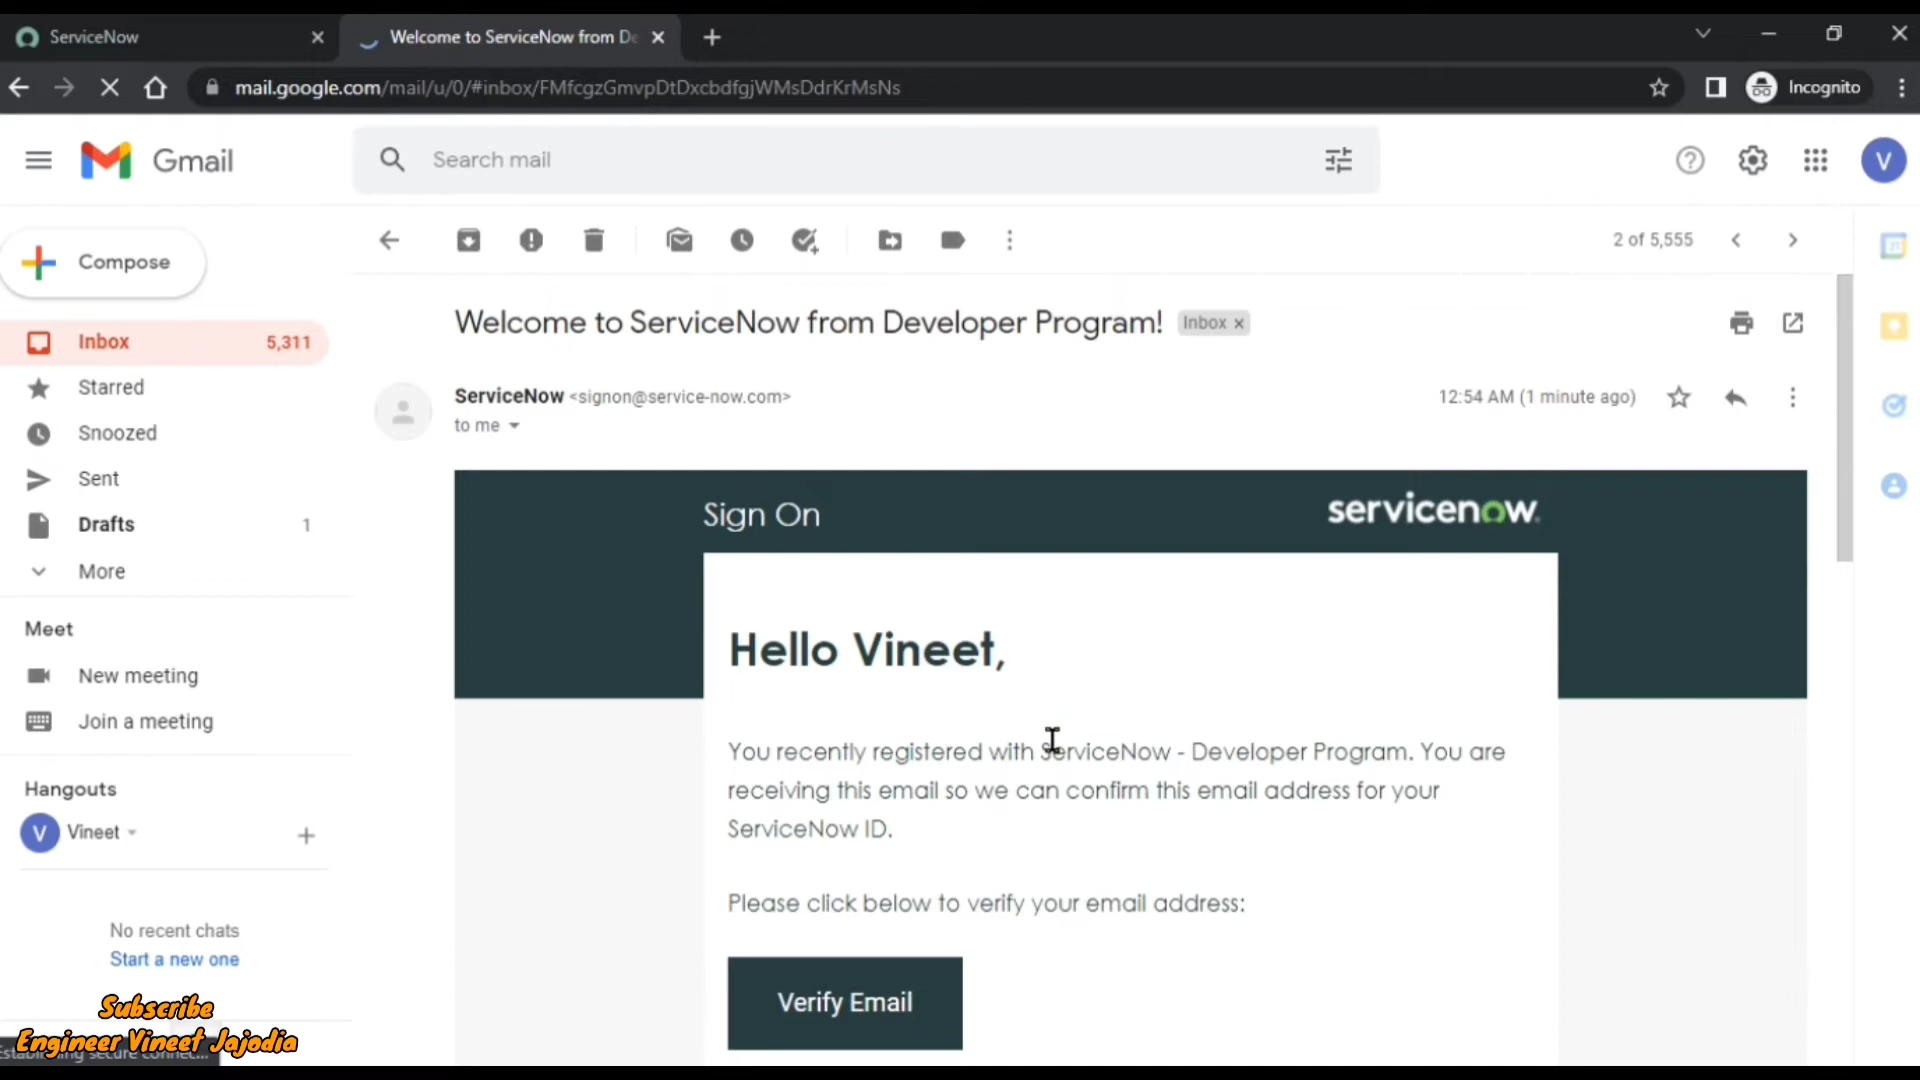 ServiceNow
Welcome to ServiceNow from De
mail.google.com/mail/u/0/#inbox/FMfcgzGmvpDtDxcbdfgjWMsDdrKrMsNs
Incognito
Gmail
Search mail
V
Compose
2 of 5,555
Welcome to ServiceNow from Developer Program!
Inbox x
Inbox 5,311
Starred
Snoozed
Sent
Drafts 1
More
ServiceNow <signon@service-now.com>
12:54 AM (1 minute ago)
to me
Sign On
servicenow.
Hello Vineet,
You recently registered with ServiceNow - Developer Program. You are
receiving this email so we can confirm this email address for your
ServiceNow ID.
Please click below to verify your email address:
Verify Email
Meet
New meeting
Join a meeting
Hangouts
V Vineet
No recent chats
Start a new one
Subscribe
Engineer Vineet Jajodia